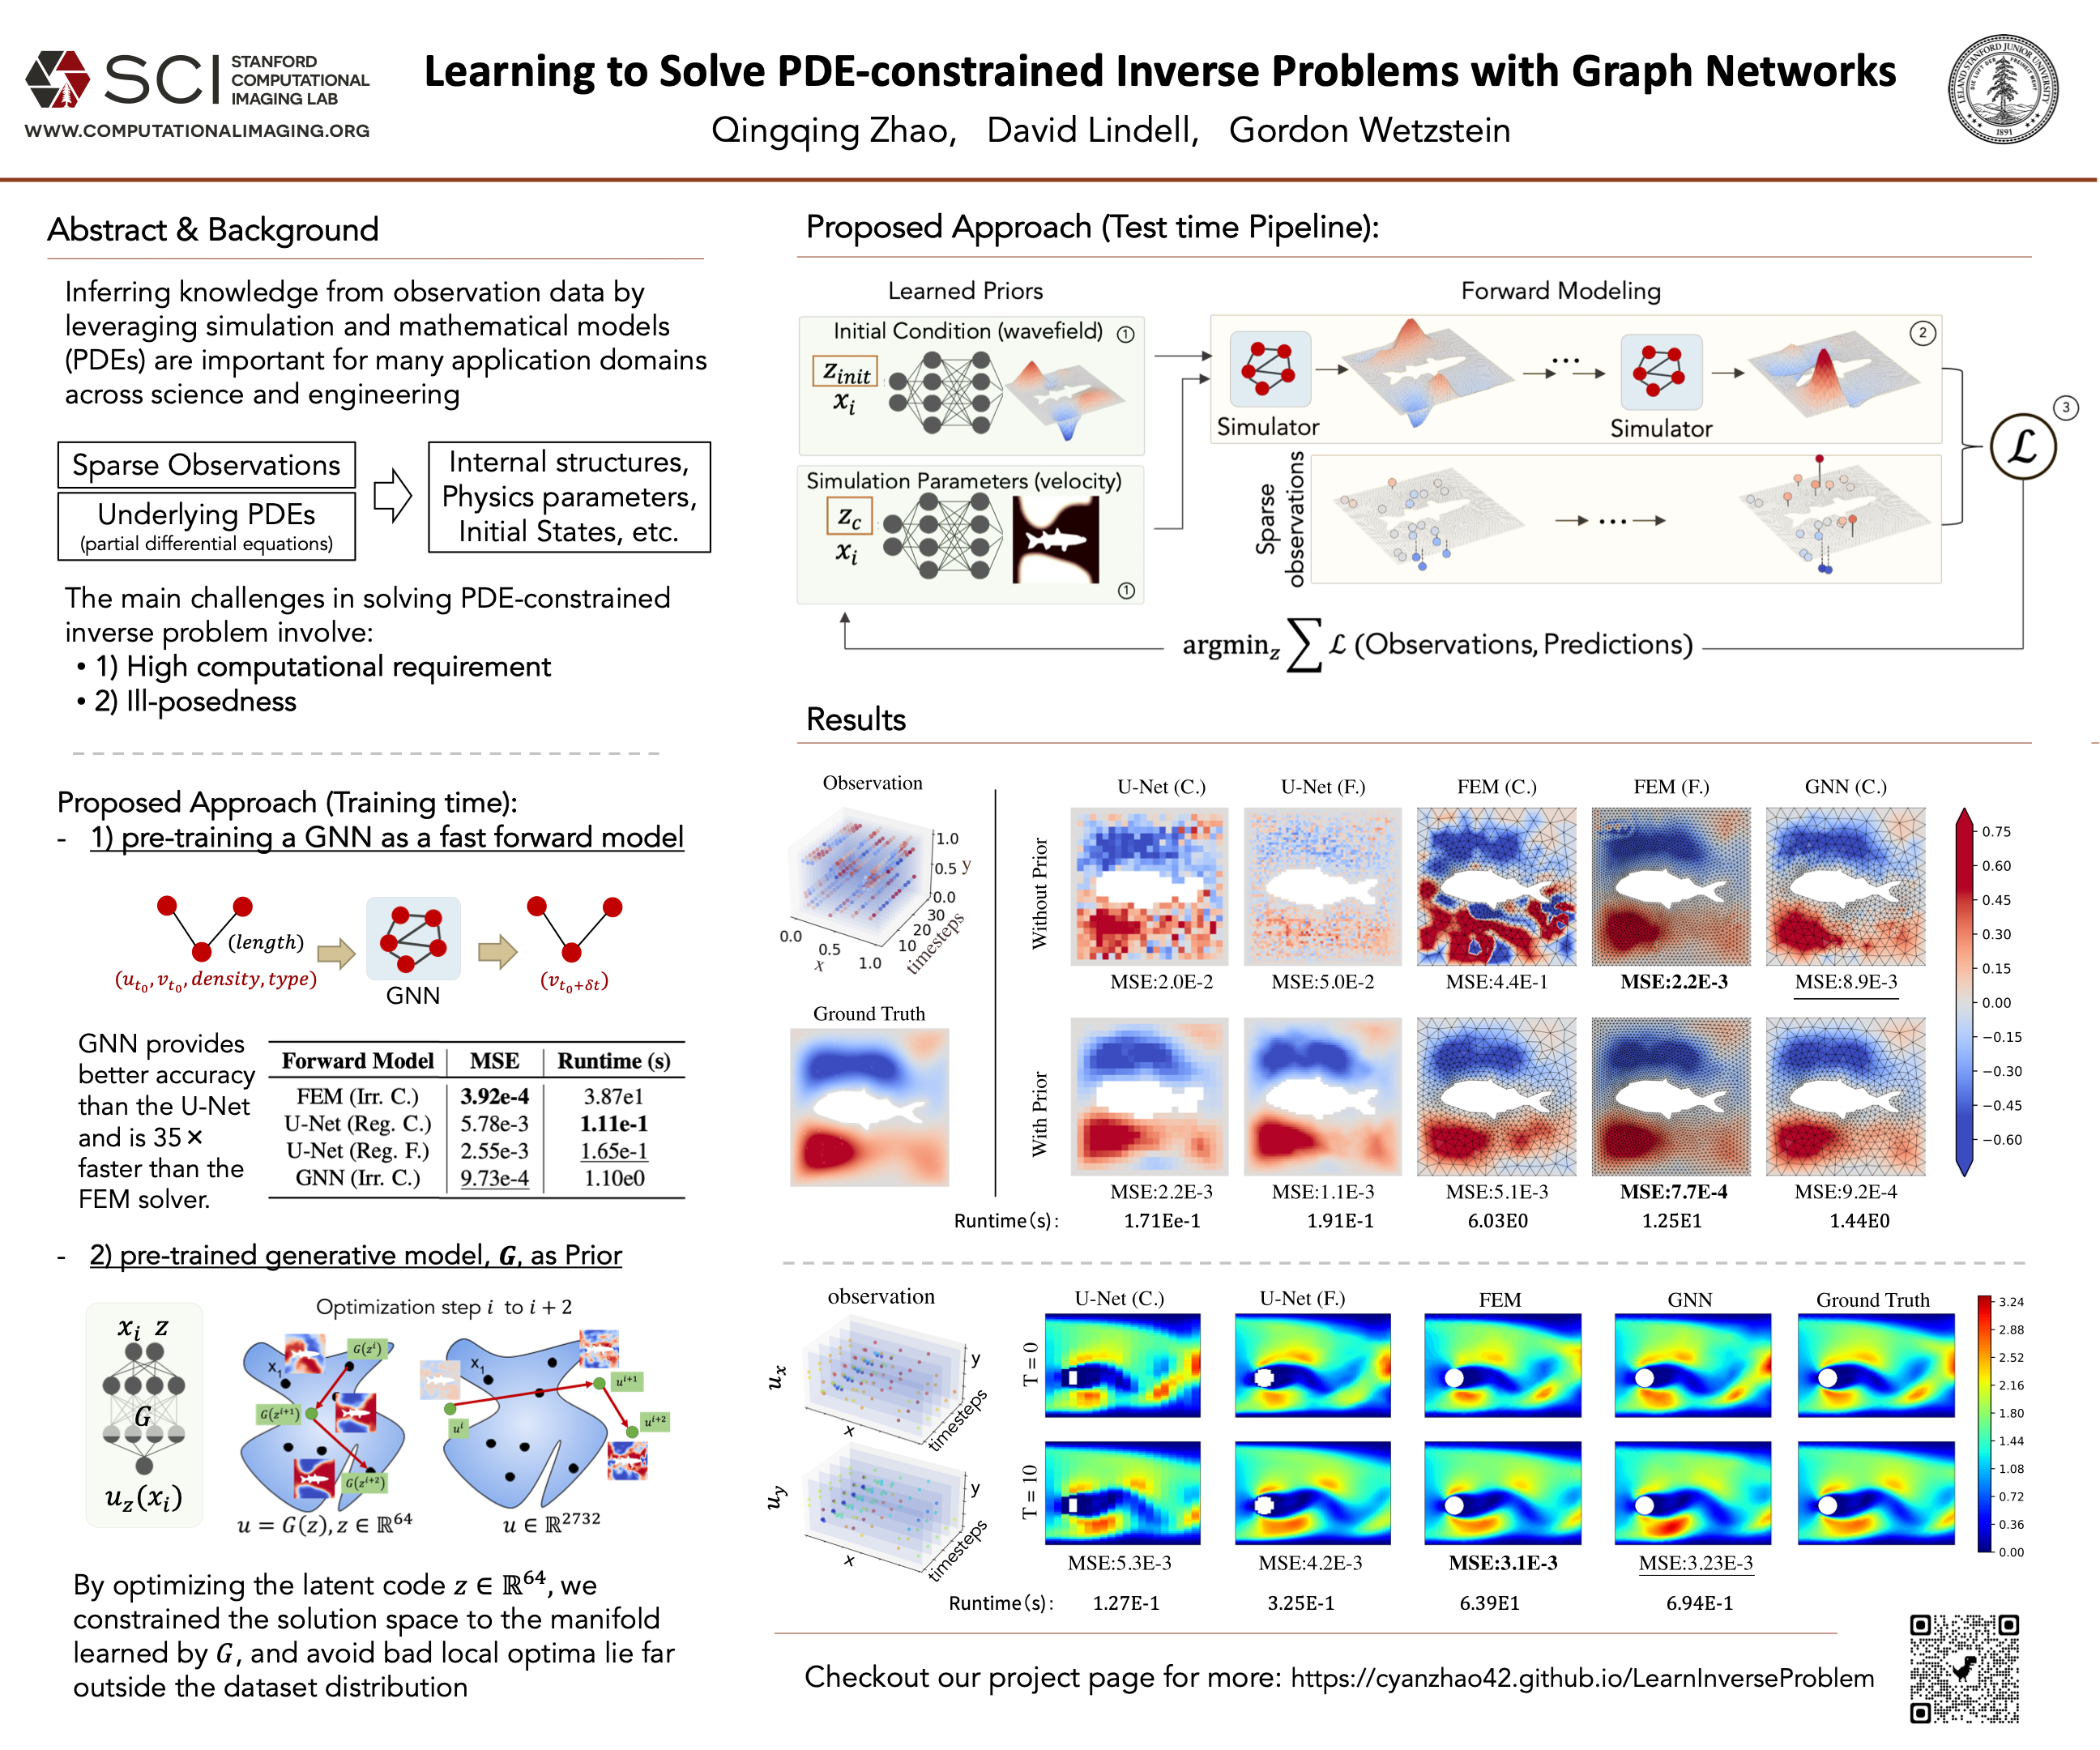 SCI STANFORD
COMPUTATIONAL
IMAGING LAB
WWW.COMPUTATIONALIMAGING.ORG
Learning to Solve PDE-constrained Inverse Problems with Graph Networks
Qingqing Zhao, David Lindell, Gordon Wetzstein
LELAND STANFORD JUNIOR UNIVERSITY
1891
Abstract & Background
Inferring knowledge from observation data by
leveraging simulation and mathematical models
(PDEs) are important for many application domains
across science and engineering
Sparse Observations
Underlying PDEs
(partial differential equations)
Internal structures,
Physics parameters,
Initial States, etc.
The main challenges in solving PDE-constrained
inverse problem involve:
• 1) High computational requirement
• 2) Ill-posedness
Proposed Approach (Training time):
- 1) pre-training a GNN as a fast forward model
(length)
(u_{t_0}, v_{t_0}, density, type)
GNN
(v_{t_0+δt})
GNN provides
better accuracy
than the U-Net
and is 35 ×
faster than the
FEM solver.
Forward Model MSE Runtime (s)
FEM (Irr. C.) 3.92e-4 3.87e1
U-Net (Reg. C.) 5.78e-3 1.11e-1
U-Net (Reg. F.) 2.55e-3 1.65e-1
GNN (Irr. C.) 9.73e-4 1.10e0
- 2) pre-trained generative model, G, as Prior
x_i z
G
u_z(x_i)
Optimization step i to i + 2
x_1
G(z^i)
G(z^{i+1})
G(z^{i+2})
u = G(z), z ∈ ℝ^64
x_1
u^i
u^{i+1}
u^{i+2}
u ∈ ℝ^2732
By optimizing the latent code z ∈ ℝ^64, we
constrained the solution space to the manifold
learned by G, and avoid bad local optima lie far
outside the dataset distribution
Proposed Approach (Test time Pipeline):
Learned Priors
Initial Condition (wavefield) ①
z_init
x_i
Simulation Parameters (velocity)
z_c
x_i
①
Forward Modeling
②
Simulator
...
Simulator
Sparse
observations
...
ℒ
③
argmin_z ∑ ℒ (Observations, Predictions)
Results
Observation
1.0
0.5 y
0.0
30
20
10
timesteps
0.0
0.5
1.0
x
Ground Truth
U-Net (C.) U-Net (F.) FEM (C.) FEM (F.) GNN (C.)
Without Prior
MSE:2.0E-2 MSE:5.0E-2 MSE:4.4E-1 MSE:2.2E-3 MSE:8.9E-3
With Prior
MSE:2.2E-3 MSE:1.1E-3 MSE:5.1E-3 MSE:7.7E-4 MSE:9.2E-4
Runtime(s): 1.71Ee-1 1.91E-1 6.03E0 1.25E1 1.44E0
0.75
0.60
0.45
0.30
0.15
0.00
−0.15
−0.30
−0.45
−0.60
observation
u_x
y
x
timesteps
u_y
y
x
timesteps
U-Net (C.) U-Net (F.) FEM GNN Ground Truth
T = 0
T = 10
MSE:5.3E-3 MSE:4.2E-3 MSE:3.1E-3 MSE:3.23E-3
Runtime(s): 1.27E-1 3.25E-1 6.39E1 6.94E-1
3.24
2.88
2.52
2.16
1.80
1.44
1.08
0.72
0.36
0.00
Checkout our project page for more: https://cyanzhao42.github.io/LearnInverseProblem